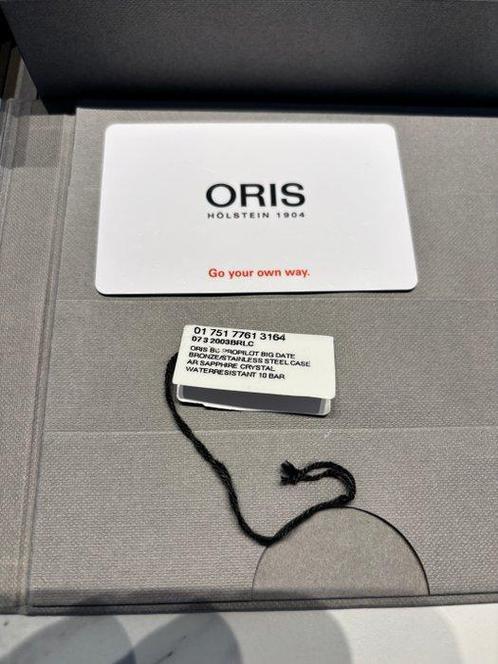 ORIS
HÖLSTEIN 1904
Go your own way.
01 751 7761 3164
07 3 2003BRLC
ORIS BC PROPILOT BIG DATE
BRONZE/STAINLESS STEEL CASE
AR SAPPHIRE CRYSTAL
WATERRESISTANT 10 BAR